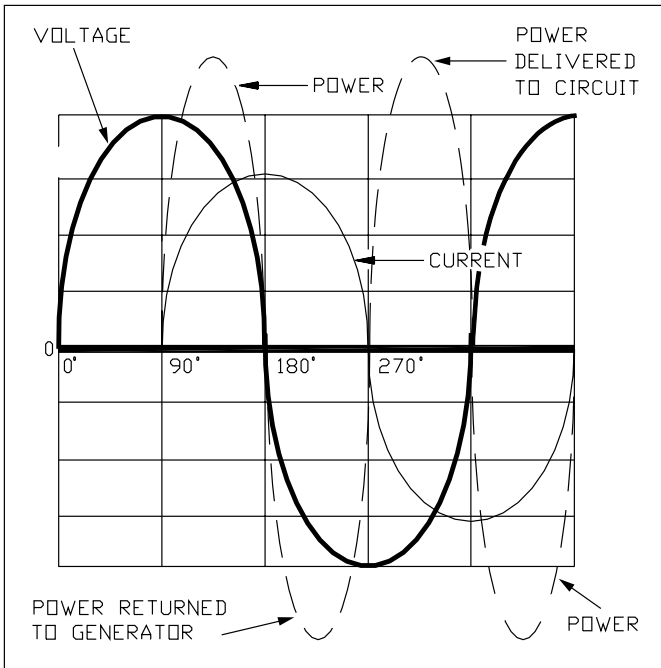 VOLTAGE
POWER
DELIVERED
TO CIRCUIT
POWER
CURRENT
0
0° 90° 180° 270°
POWER RETURNED
TO GENERATOR
POWER